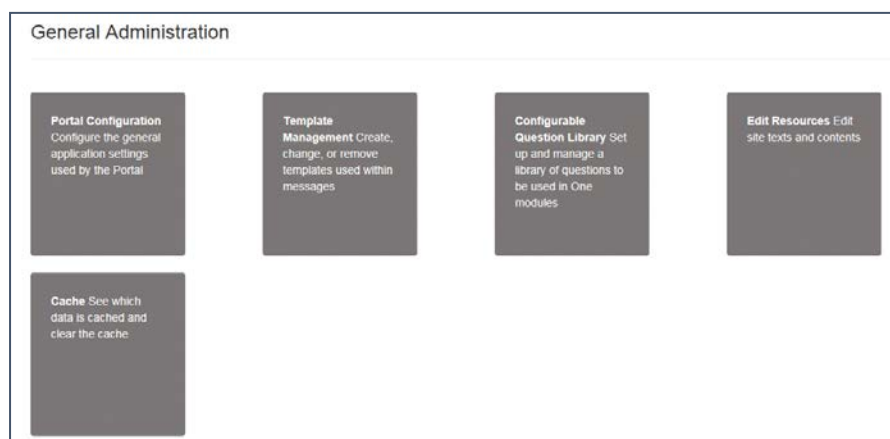 General Administration
Portal Configuration
Configure the general
application settings
used by the Portal
Template
Management Create,
change, or remove
templates used within
messages
Configurable
Question Library Set
up and manage a
library of questions to
be used in One
modules
Edit Resources Edit
site texts and contents
Cache See which
data is cached and
clear the cache